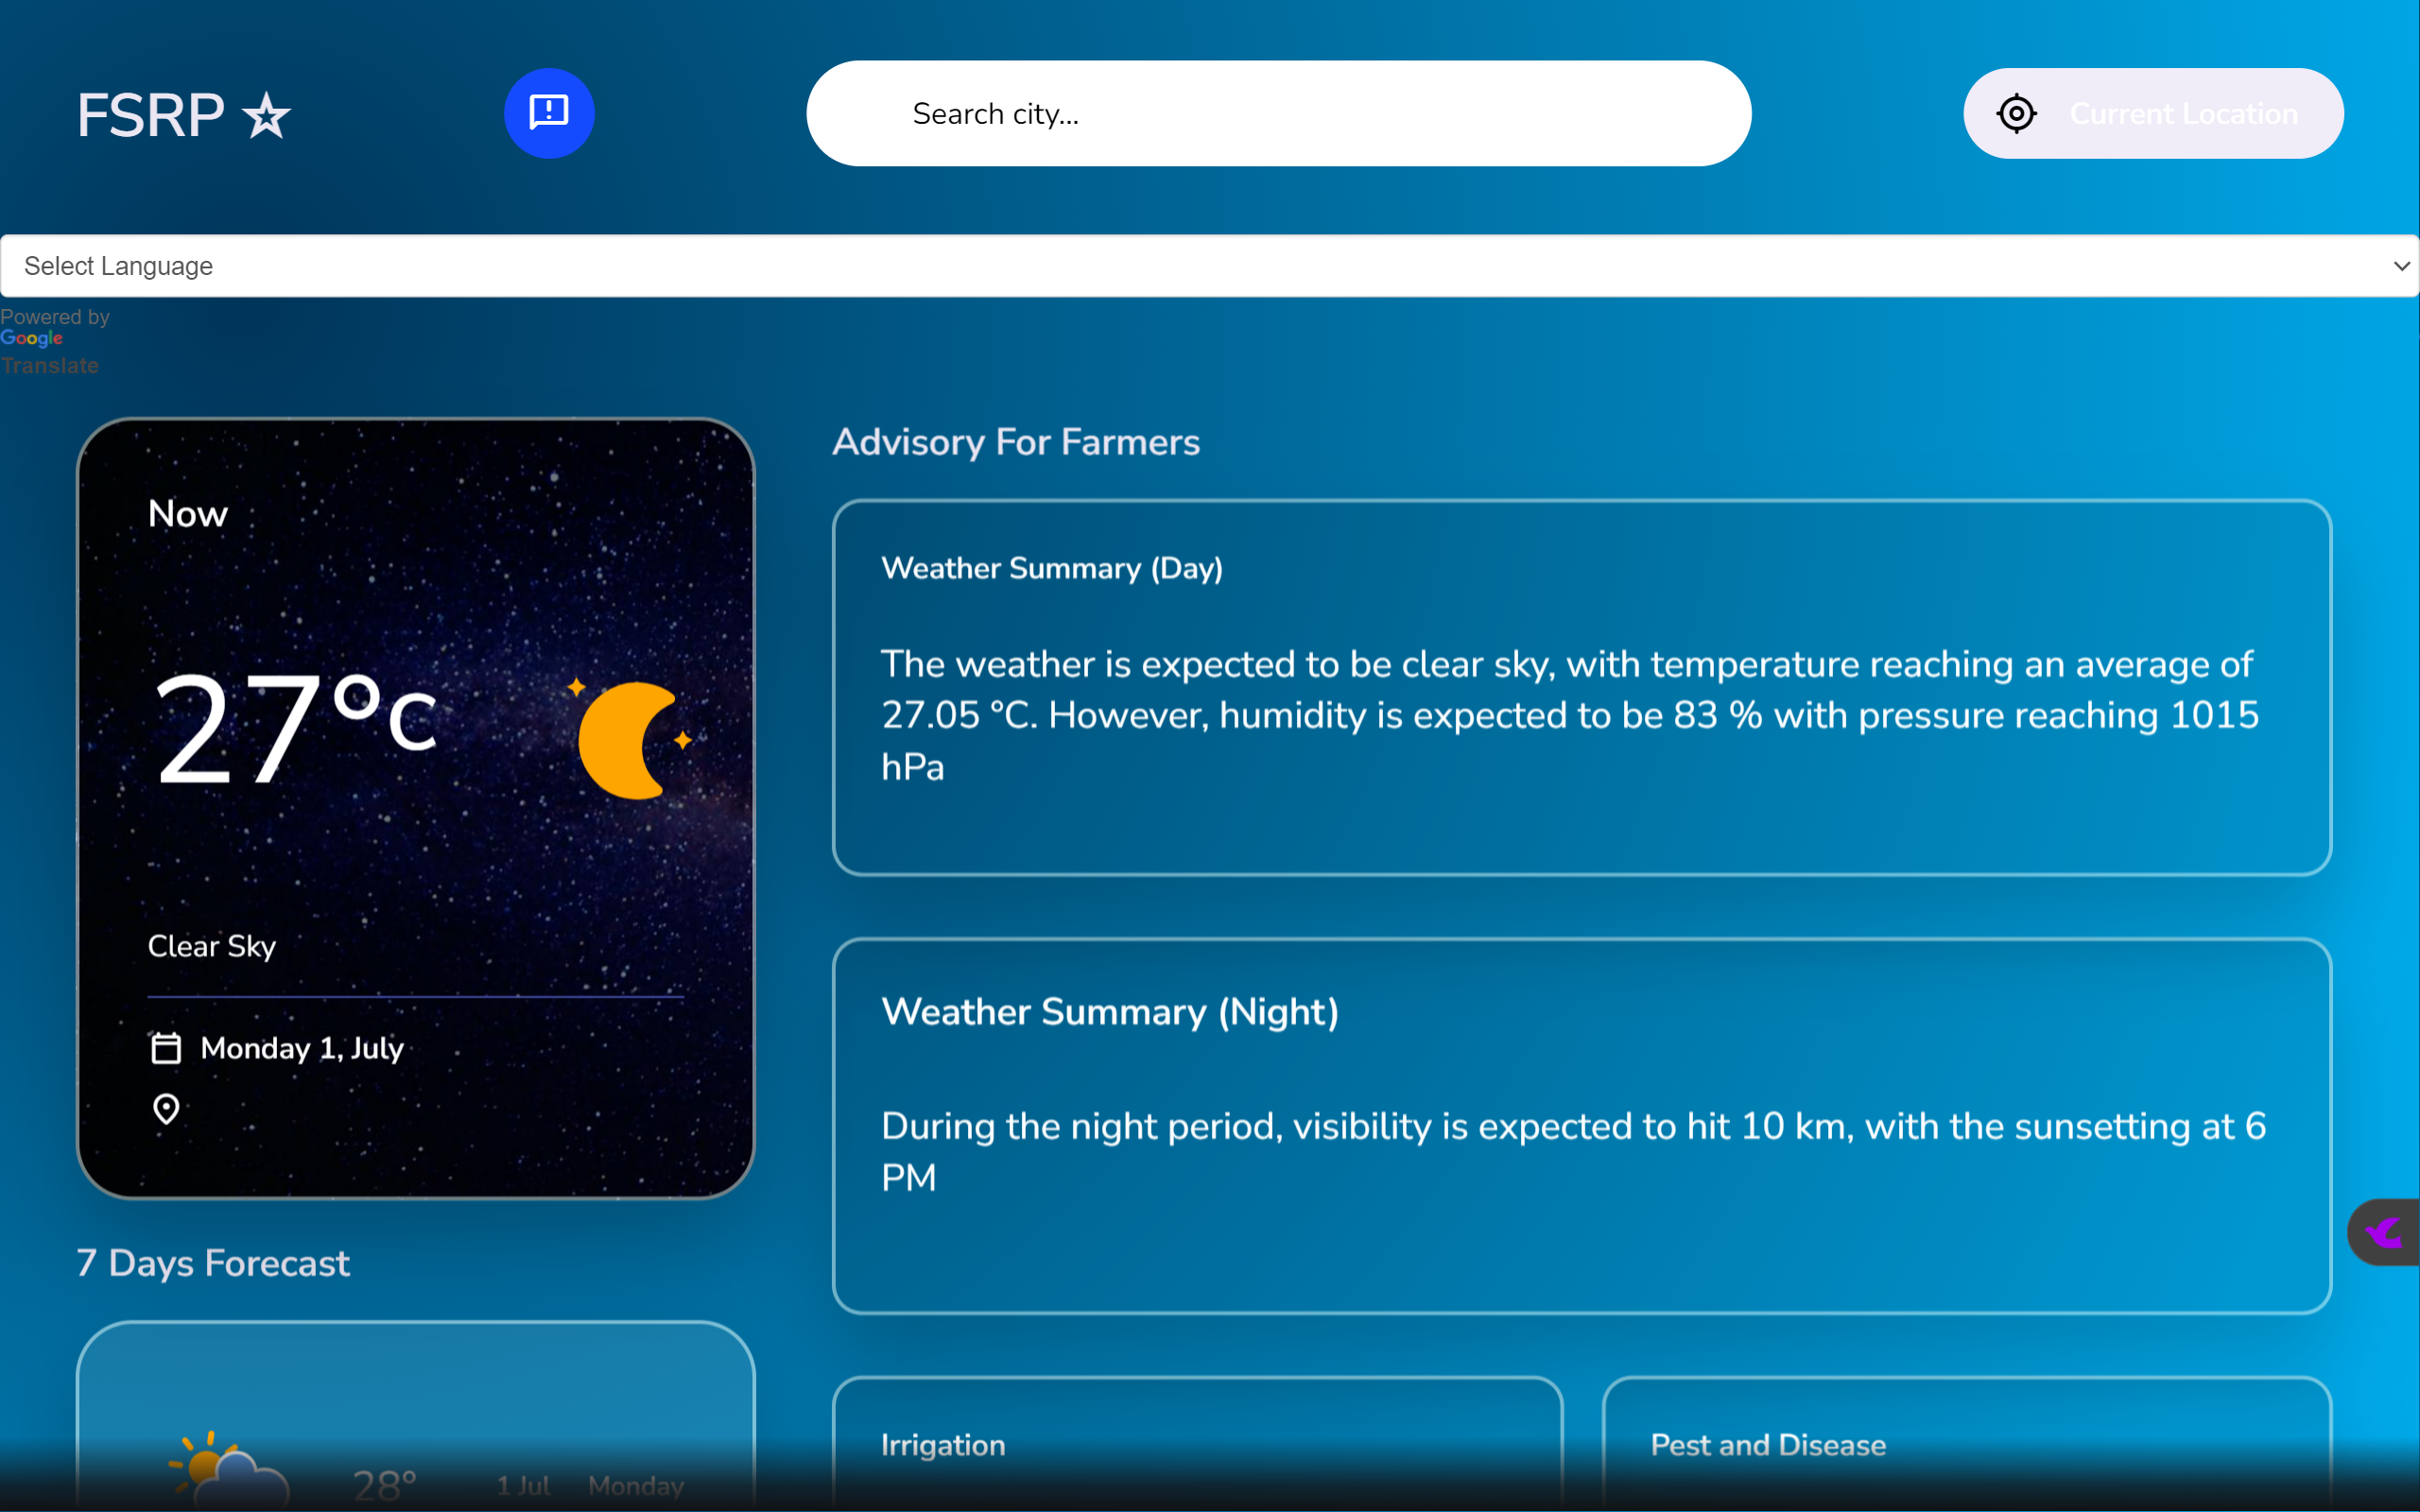 FSRP
Search city...
Current Location
Select Language
Powered by
Google
Translate
Now
27°c
Clear Sky
Monday 1, July
7 Days Forecast
28° 1 Jul Monday
Advisory For Farmers
Weather Summary (Day)
The weather is expected to be clear sky, with temperature reaching an average of
27.05 °C. However, humidity is expected to be 83 % with pressure reaching 1015
hPa
Weather Summary (Night)
During the night period, visibility is expected to hit 10 km, with the sunsetting at 6
PM
Irrigation
Pest and Disease